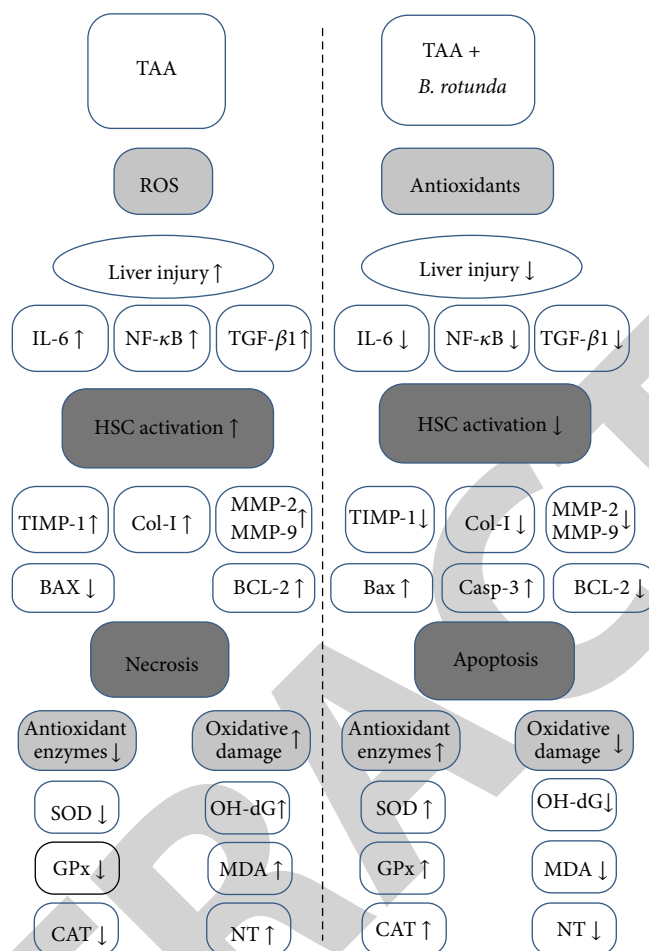 TAA
TAA +
B. rotunda
ROS
Antioxidants
Liver injury ↑
Liver injury ↓
IL-6 ↑
NF-κB ↑
TGF-β1↑
IL-6 ↓
NF-κB ↓
TGF-β1↓
HSC activation ↑
HSC activation ↓
TIMP-1 ↑
Col-I ↑
MMP-2
MMP-9 ↑
TIMP-1↓
Col-I ↓
MMP-2
MMP-9 ↓
BAX ↓
BCL-2 ↑
Bax ↑
Casp-3 ↑
BCL-2 ↓
Necrosis
Apoptosis
Antioxidant
enzymes ↓
Oxidative
damage ↑
Antioxidant
enzymes ↑
Oxidative
damage ↓
SOD ↓
OH-dG↑
SOD ↑
OH-dG↓
GPx ↓
MDA ↑
GPx ↑
MDA ↓
CAT ↓
NT ↑
CAT ↑
NT ↓